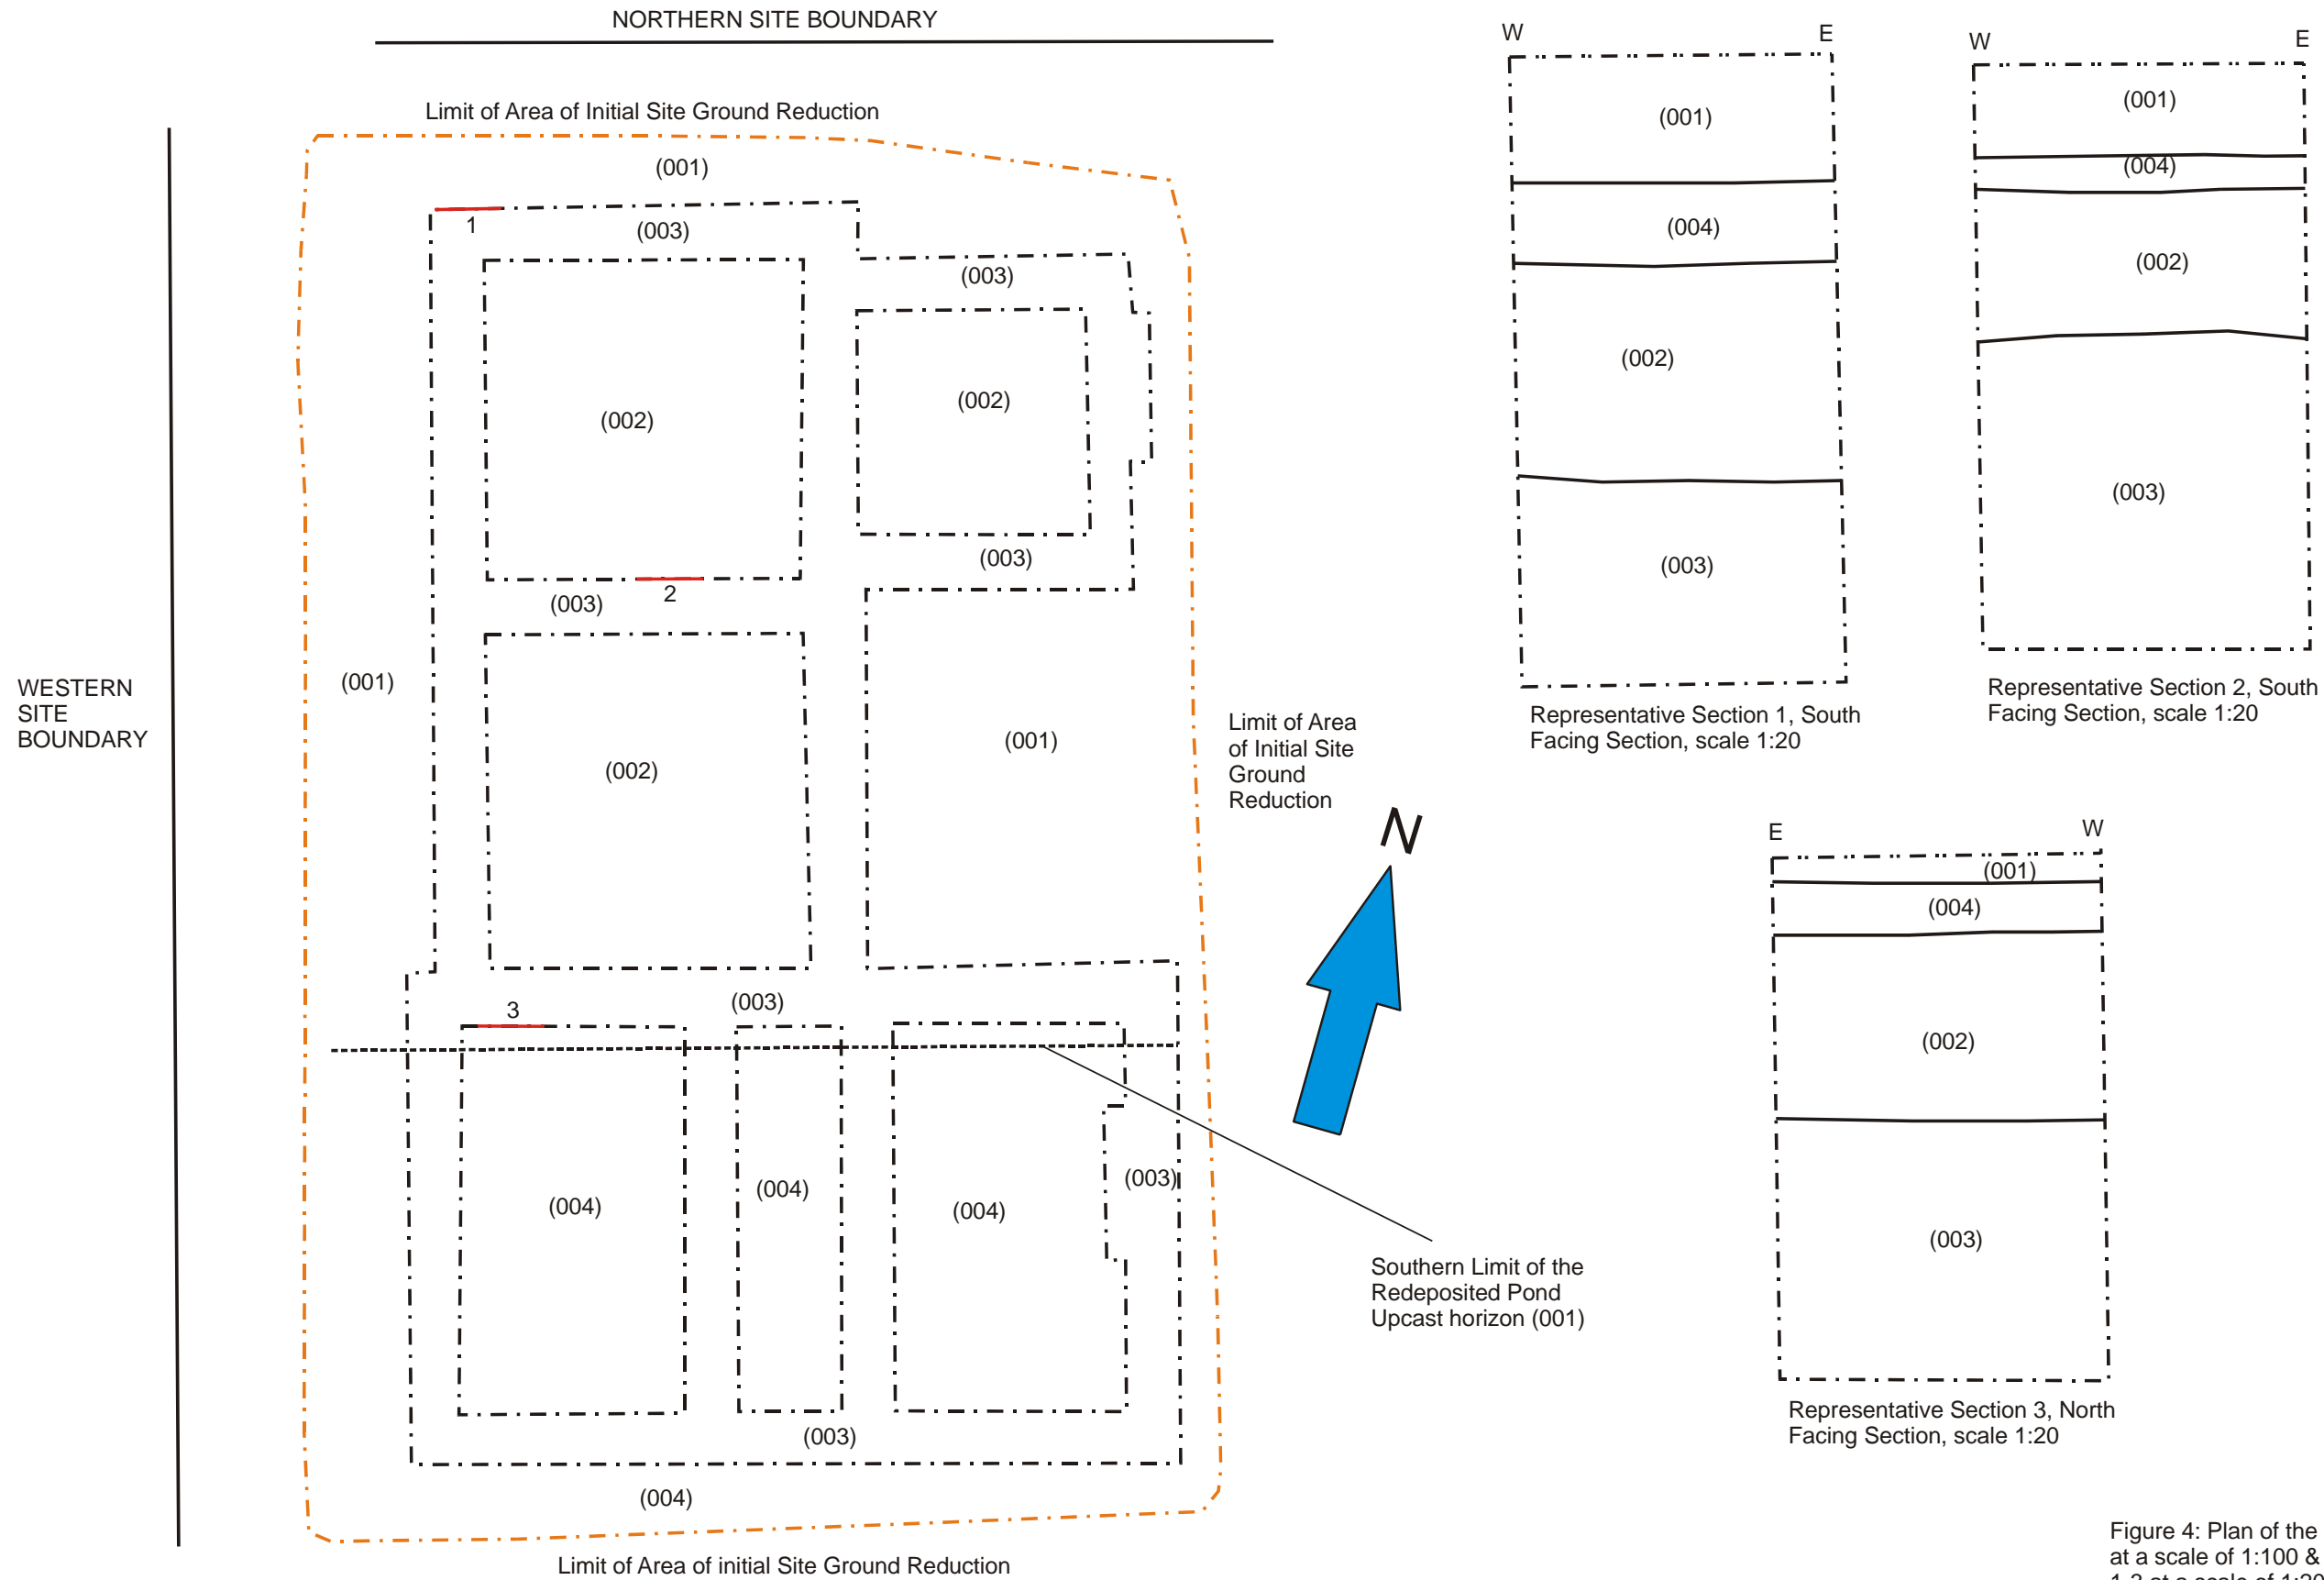 NORTHERN SITE BOUNDARY
Limit of Area of Initial Site Ground Reduction
(001)
1
(003)
(003)
(002)
(002)
(003)
2
(003)
(001)
WESTERN
SITE
BOUNDARY
(002)
(001)
Limit of Area
of Initial Site
Ground
Reduction
N
3
(003)
(004)
(004)
(004)
(003)
Southern Limit of the
Redeposited Pond
Upcast horizon (001)
(003)
(004)
Limit of Area of initial Site Ground Reduction
W E
(001)
(004)
(002)
(003)
Representative Section 1, South
Facing Section, scale 1:20
W E
(001)
(004)
(002)
(003)
Representative Section 2, South
Facing Section, scale 1:20
E W
(001)
(004)
(002)
(003)
Representative Section 3, North
Facing Section, scale 1:20
Figure 4: Plan of the
at a scale of 1:100 &